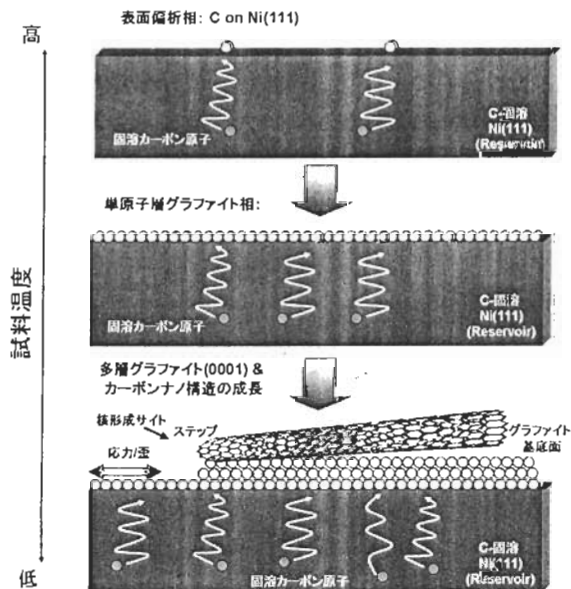 表面偏析相: C on Ni(111)
高
固溶カーボン原子
C-固溶
Ni(111)
(Reservoir)
単原子層グラファイト相:
試料温度
固溶カーボン原子
C-固溶
Ni(111)
(Reservoir)
多層グラファイト(0001) &
カーボンナノ構造の成長
核形成サイト
ステップ
グラファイト
基底面
応力/歪
固溶カーボン原子
C-固溶
Ni(111)
(Reservoir)
低